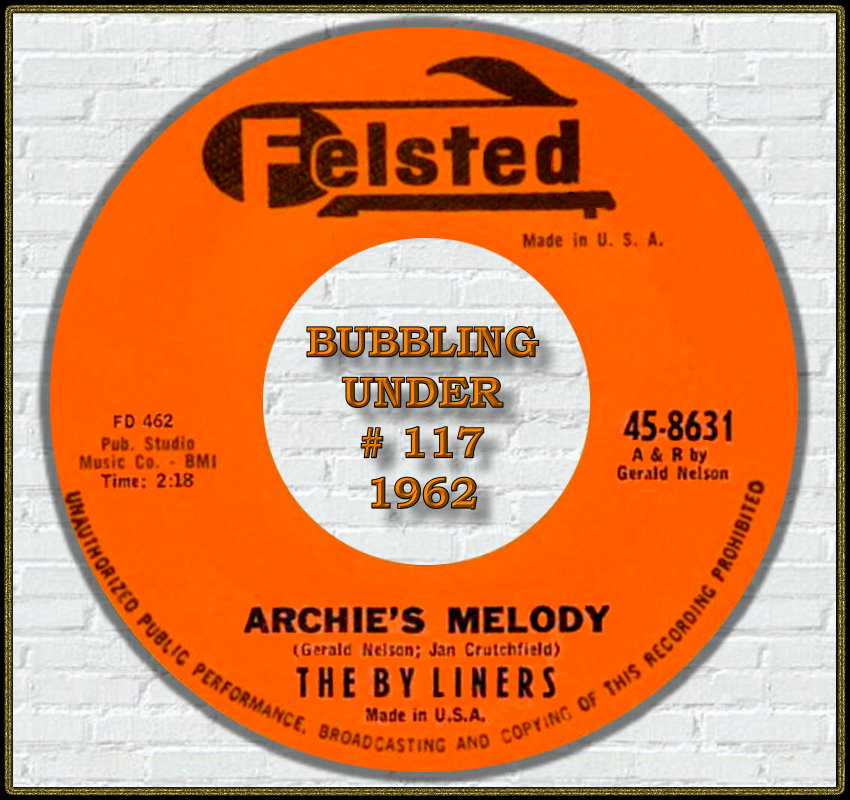 Felsted
Made in U. S. A.
BUBBLING
UNDER
# 117
1962
FD 462
Pub. Studio
Music Co. - BMI
Time: 2:18
45-8631
A & R by
Gerald Nelson
ARCHIE'S MELODY
(Gerald Nelson; Jan Crutchfield)
THE BY LINERS
Made in U.S.A.
UNAUTHORIZED PUBLIC PERFORMANCE, BROADCASTING AND COPYING OF THIS RECORDING PROHIBITED